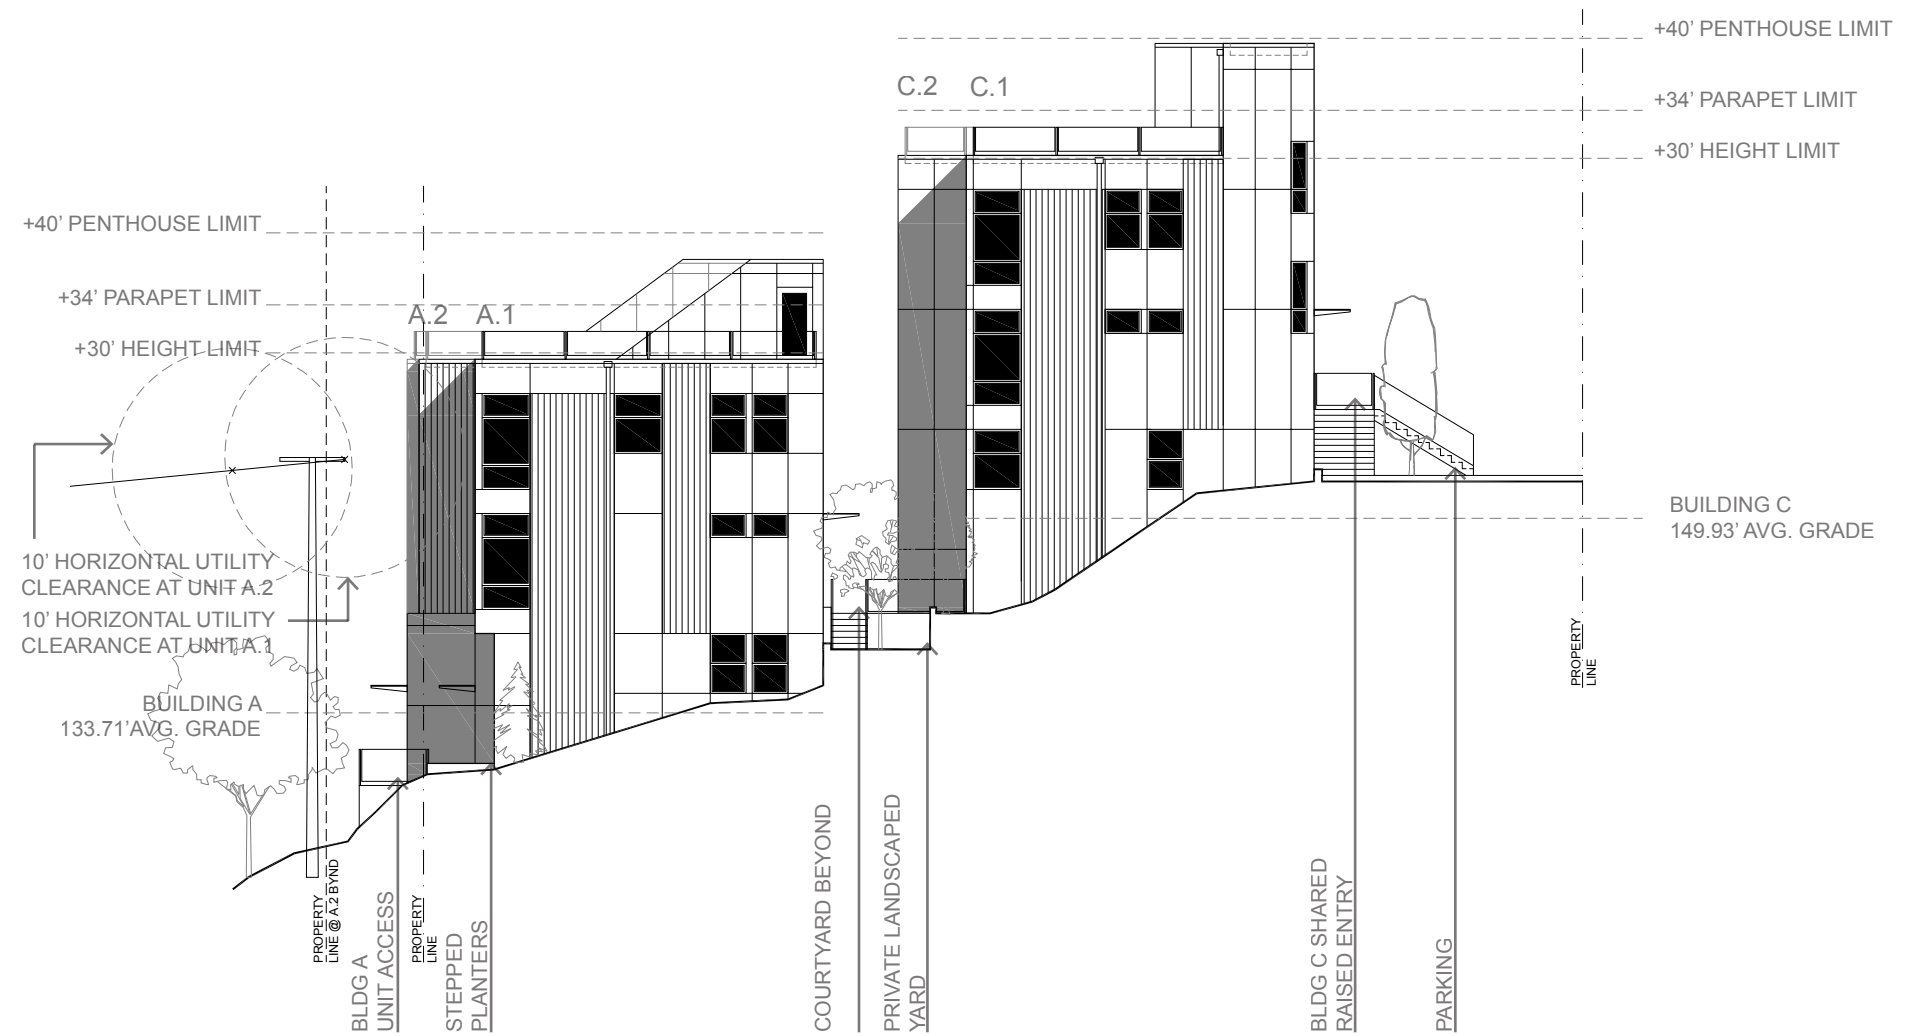 +40’ PENTHOUSE LIMIT
C.2 C.1
+34’ PARAPET LIMIT
+30’ HEIGHT LIMIT
+40’ PENTHOUSE LIMIT
+34’ PARAPET LIMIT
A.2 A.1
+30’ HEIGHT LIMIT
BUILDING C
149.93’ AVG. GRADE
10’ HORIZONTAL UTILITY
CLEARANCE AT UNIT A.2
10’ HORIZONTAL UTILITY
CLEARANCE AT UNIT A.1
BUILDING A
133.71’AVG. GRADE
PROPERTY
LINE
PROPERTY
LINE @ A.2 BYND
PROPERTY
LINE
BLDG A
UNIT ACCESS
STEPPED
PLANTERS
COURTYARD BEYOND
PRIVATE LANDSCAPED
YARD
BLDG C SHARED
RAISED ENTRY
PARKING